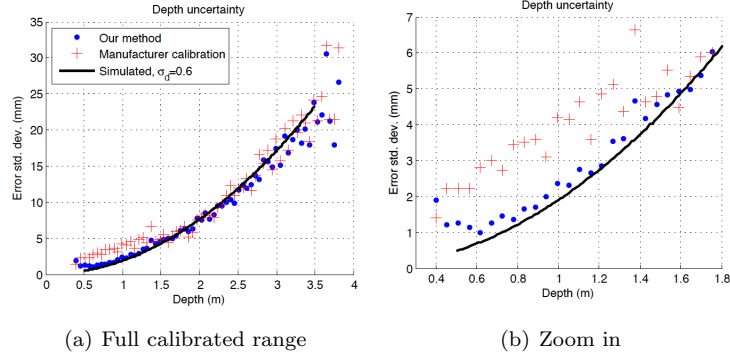 Depth uncertainty
35
30
25
20
15
10
5
0
Error std. dev. (mm)
Our method
Manufacturer calibration
Simulated, σd=0.6
0 0.5 1 1.5 2 2.5 3 3.5 4
Depth (m)
(a) Full calibrated range
Depth uncertainty
7
6
5
4
3
2
1
0
Error std. dev. (mm)
0.4 0.6 0.8 1 1.2 1.4 1.6 1.8
Depth (m)
(b) Zoom in